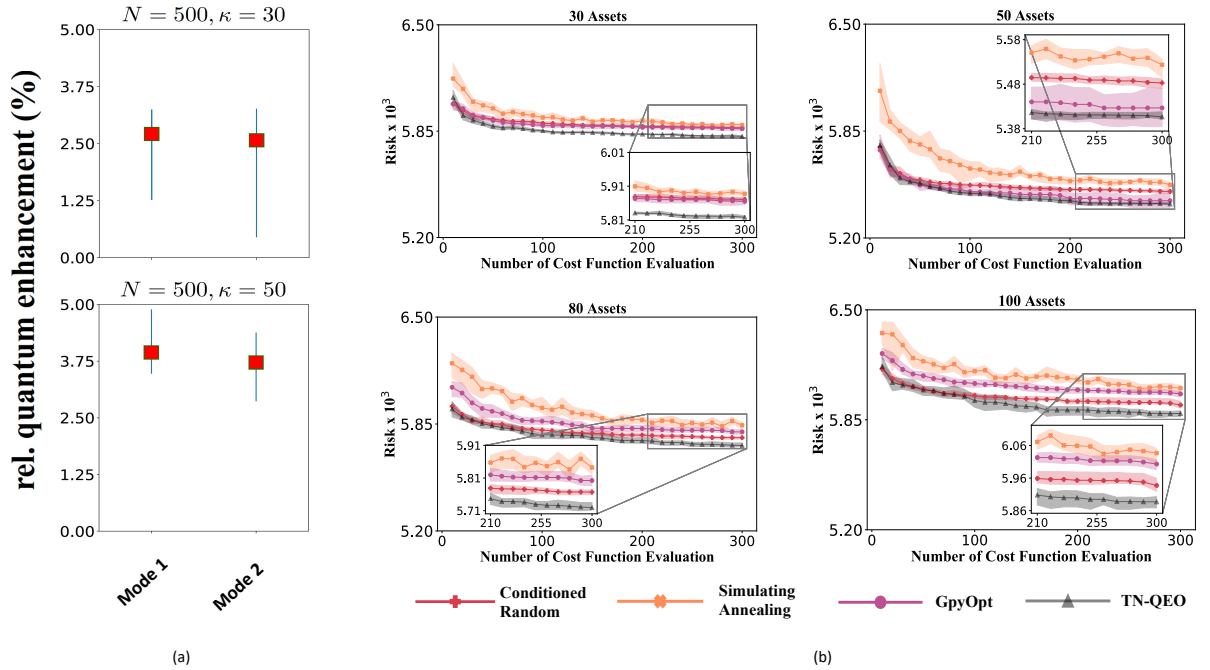 rel. quantum enhancement (%)
N = 500, κ = 30
5.00
3.75
2.50
1.25
0.00
N = 500, κ = 50
5.00
3.75
2.50
1.25
0.00
Mode 1
Mode 2
(a)
30 Assets
Risk x 10³
6.50
5.85
5.20
0
100
200
300
Number of Cost Function Evaluation
6.01
5.91
5.81
210
255
300
50 Assets
Risk x 10³
6.50
5.85
5.20
0
100
200
300
Number of Cost Function Evaluation
5.58
5.48
5.38
210
255
300
80 Assets
Risk x 10³
6.50
5.85
5.20
0
100
200
300
Number of Cost Function Evaluation
5.91
5.81
5.71
210
255
300
100 Assets
Risk x 10³
6.50
5.85
5.20
0
100
200
300
Number of Cost Function Evaluation
6.06
5.96
5.86
210
255
300
Conditioned
Random
Simulating
Annealing
GpyOpt
TN-QEO
(b)